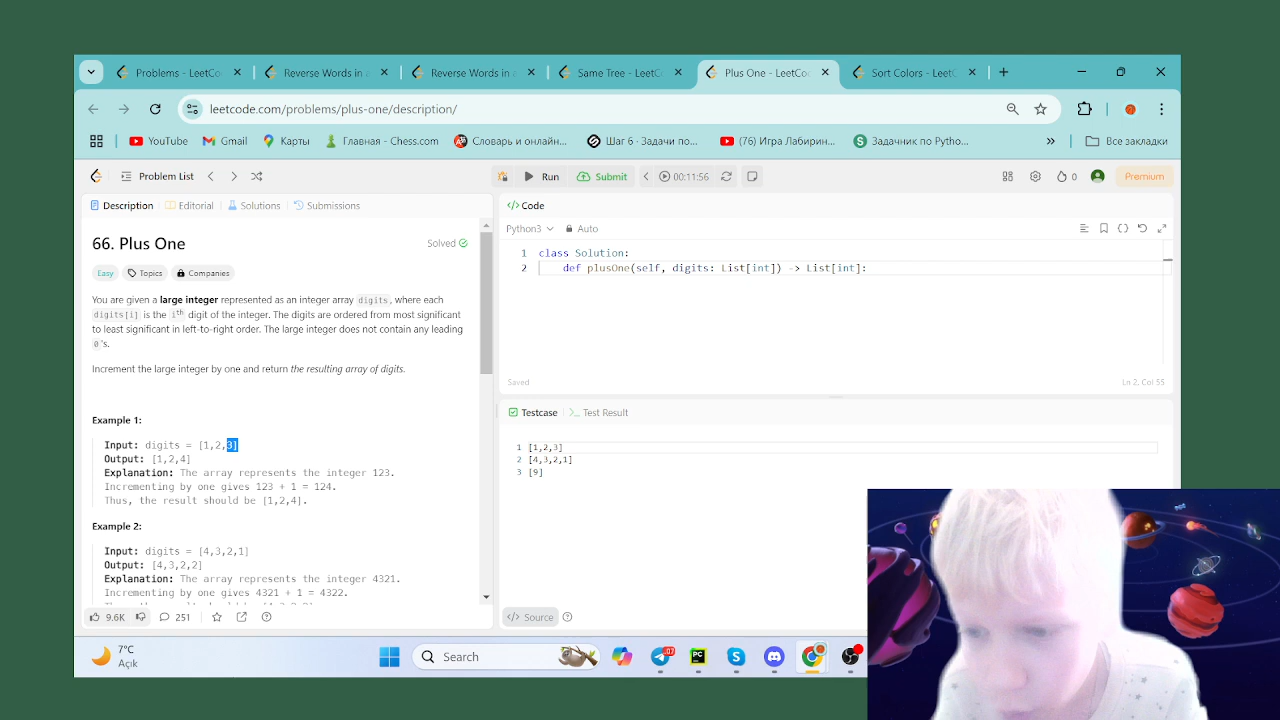 Problems - LeetCo
Reverse Words in a
Reverse Words in a
Same Tree - LeetCo
Plus One - LeetCo
Sort Colors - LeetC
leetcode.com/problems/plus-one/description/
YouTube
Gmail
Карты
Главная - Chess.com
Словарь и онлайн...
Шаг 6 · Задачи по...
(76) Игра Лабирин...
Задачник по Pytho...
»
Все закладки
Problem List
Run
Submit
00:11:56
0
Premium
Description
Editorial
Solutions
Submissions
</> Code
66. Plus One
Solved
Python3
Auto
Easy
Topics
Companies
1 class Solution:
2 def plusOne(self, digits: List[int]) -> List[int]:
You are given a large integer represented as an integer array digits, where each
digits[i] is the ith digit of the integer. The digits are ordered from most significant
to least significant in left-to-right order. The large integer does not contain any leading
0's.
Increment the large integer by one and return the resulting array of digits.
Saved
Ln 2, Col 55
Example 1:
Input: digits = [1,2,3]
Output: [1,2,4]
Explanation: The array represents the integer 123.
Incrementing by one gives 123 + 1 = 124.
Thus, the result should be [1,2,4].
Example 2:
Input: digits = [4,3,2,1]
Output: [4,3,2,2]
Explanation: The array represents the integer 4321.
Incrementing by one gives 4321 + 1 = 4322.
Testcase
>_ Test Result
1 [1,2,3]
2 [4,3,2,1]
3 [9]
9.6K
251
</> Source
7°C
Açık
Search
PC